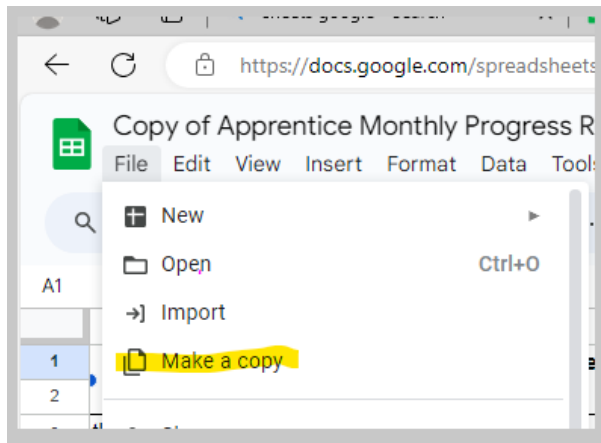 https://docs.google.com/spreadsheets
Copy of Apprentice Monthly Progress R
File Edit View Insert Format Data Tools
New
Open Ctrl+O
A1
Import
1 Make a copy
2